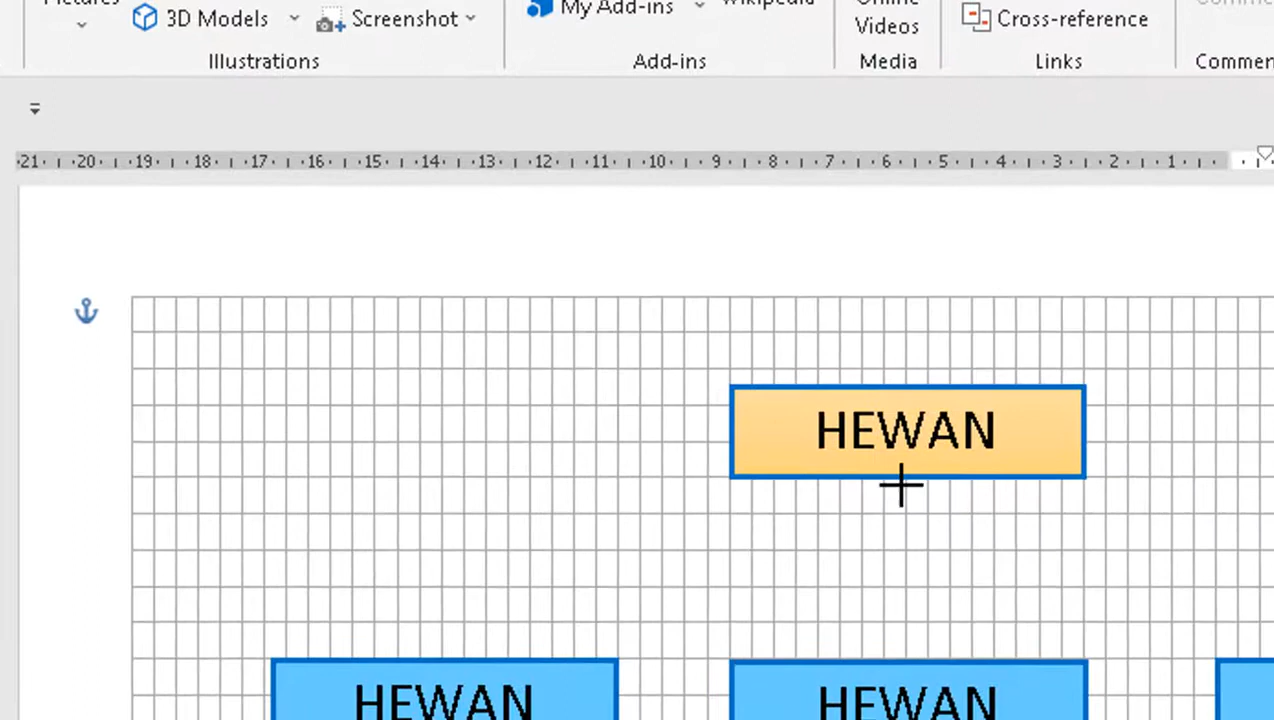 Pictures
3D Models
Screenshot
My Add-ins
Wikipedia
Online
Videos
Cross-reference
Illustrations
Add-ins
Media
Links
21 20 19 18 17 16 15 14 13 12 11 10 9 8 7 6 5 4 3 2 1
HEWAN
HEWAN HEWAN